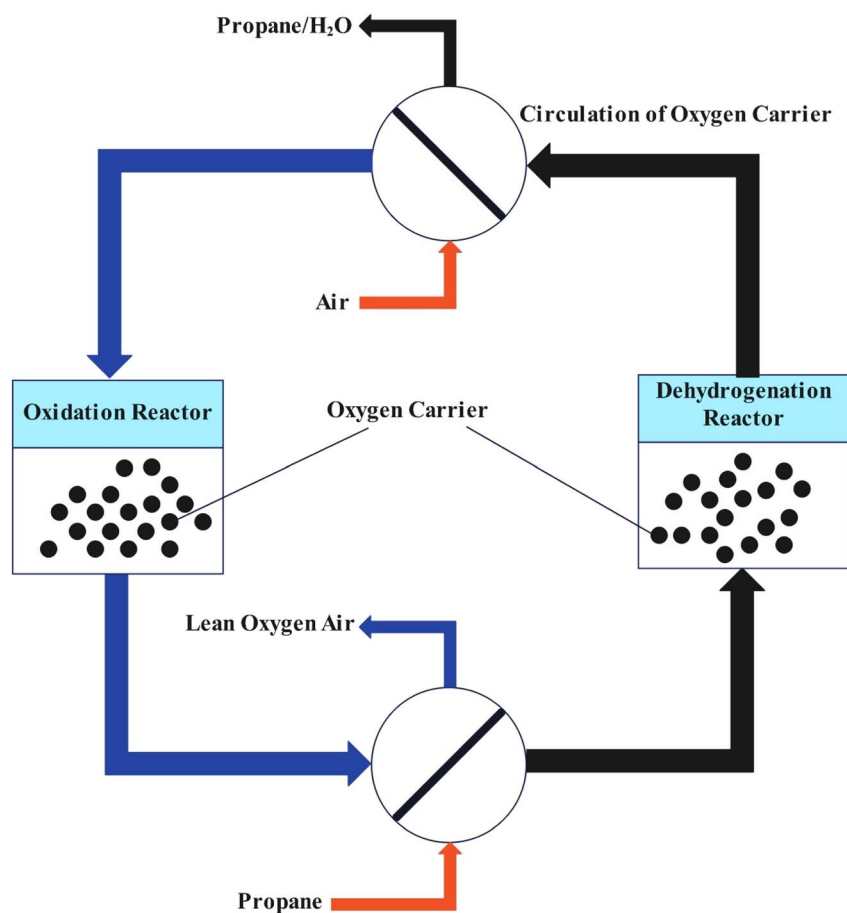 Propane/H₂O
Circulation of Oxygen Carrier
Air
Oxidation Reactor
Oxygen Carrier
Dehydrogenation
Reactor
Lean Oxygen Air
Propane